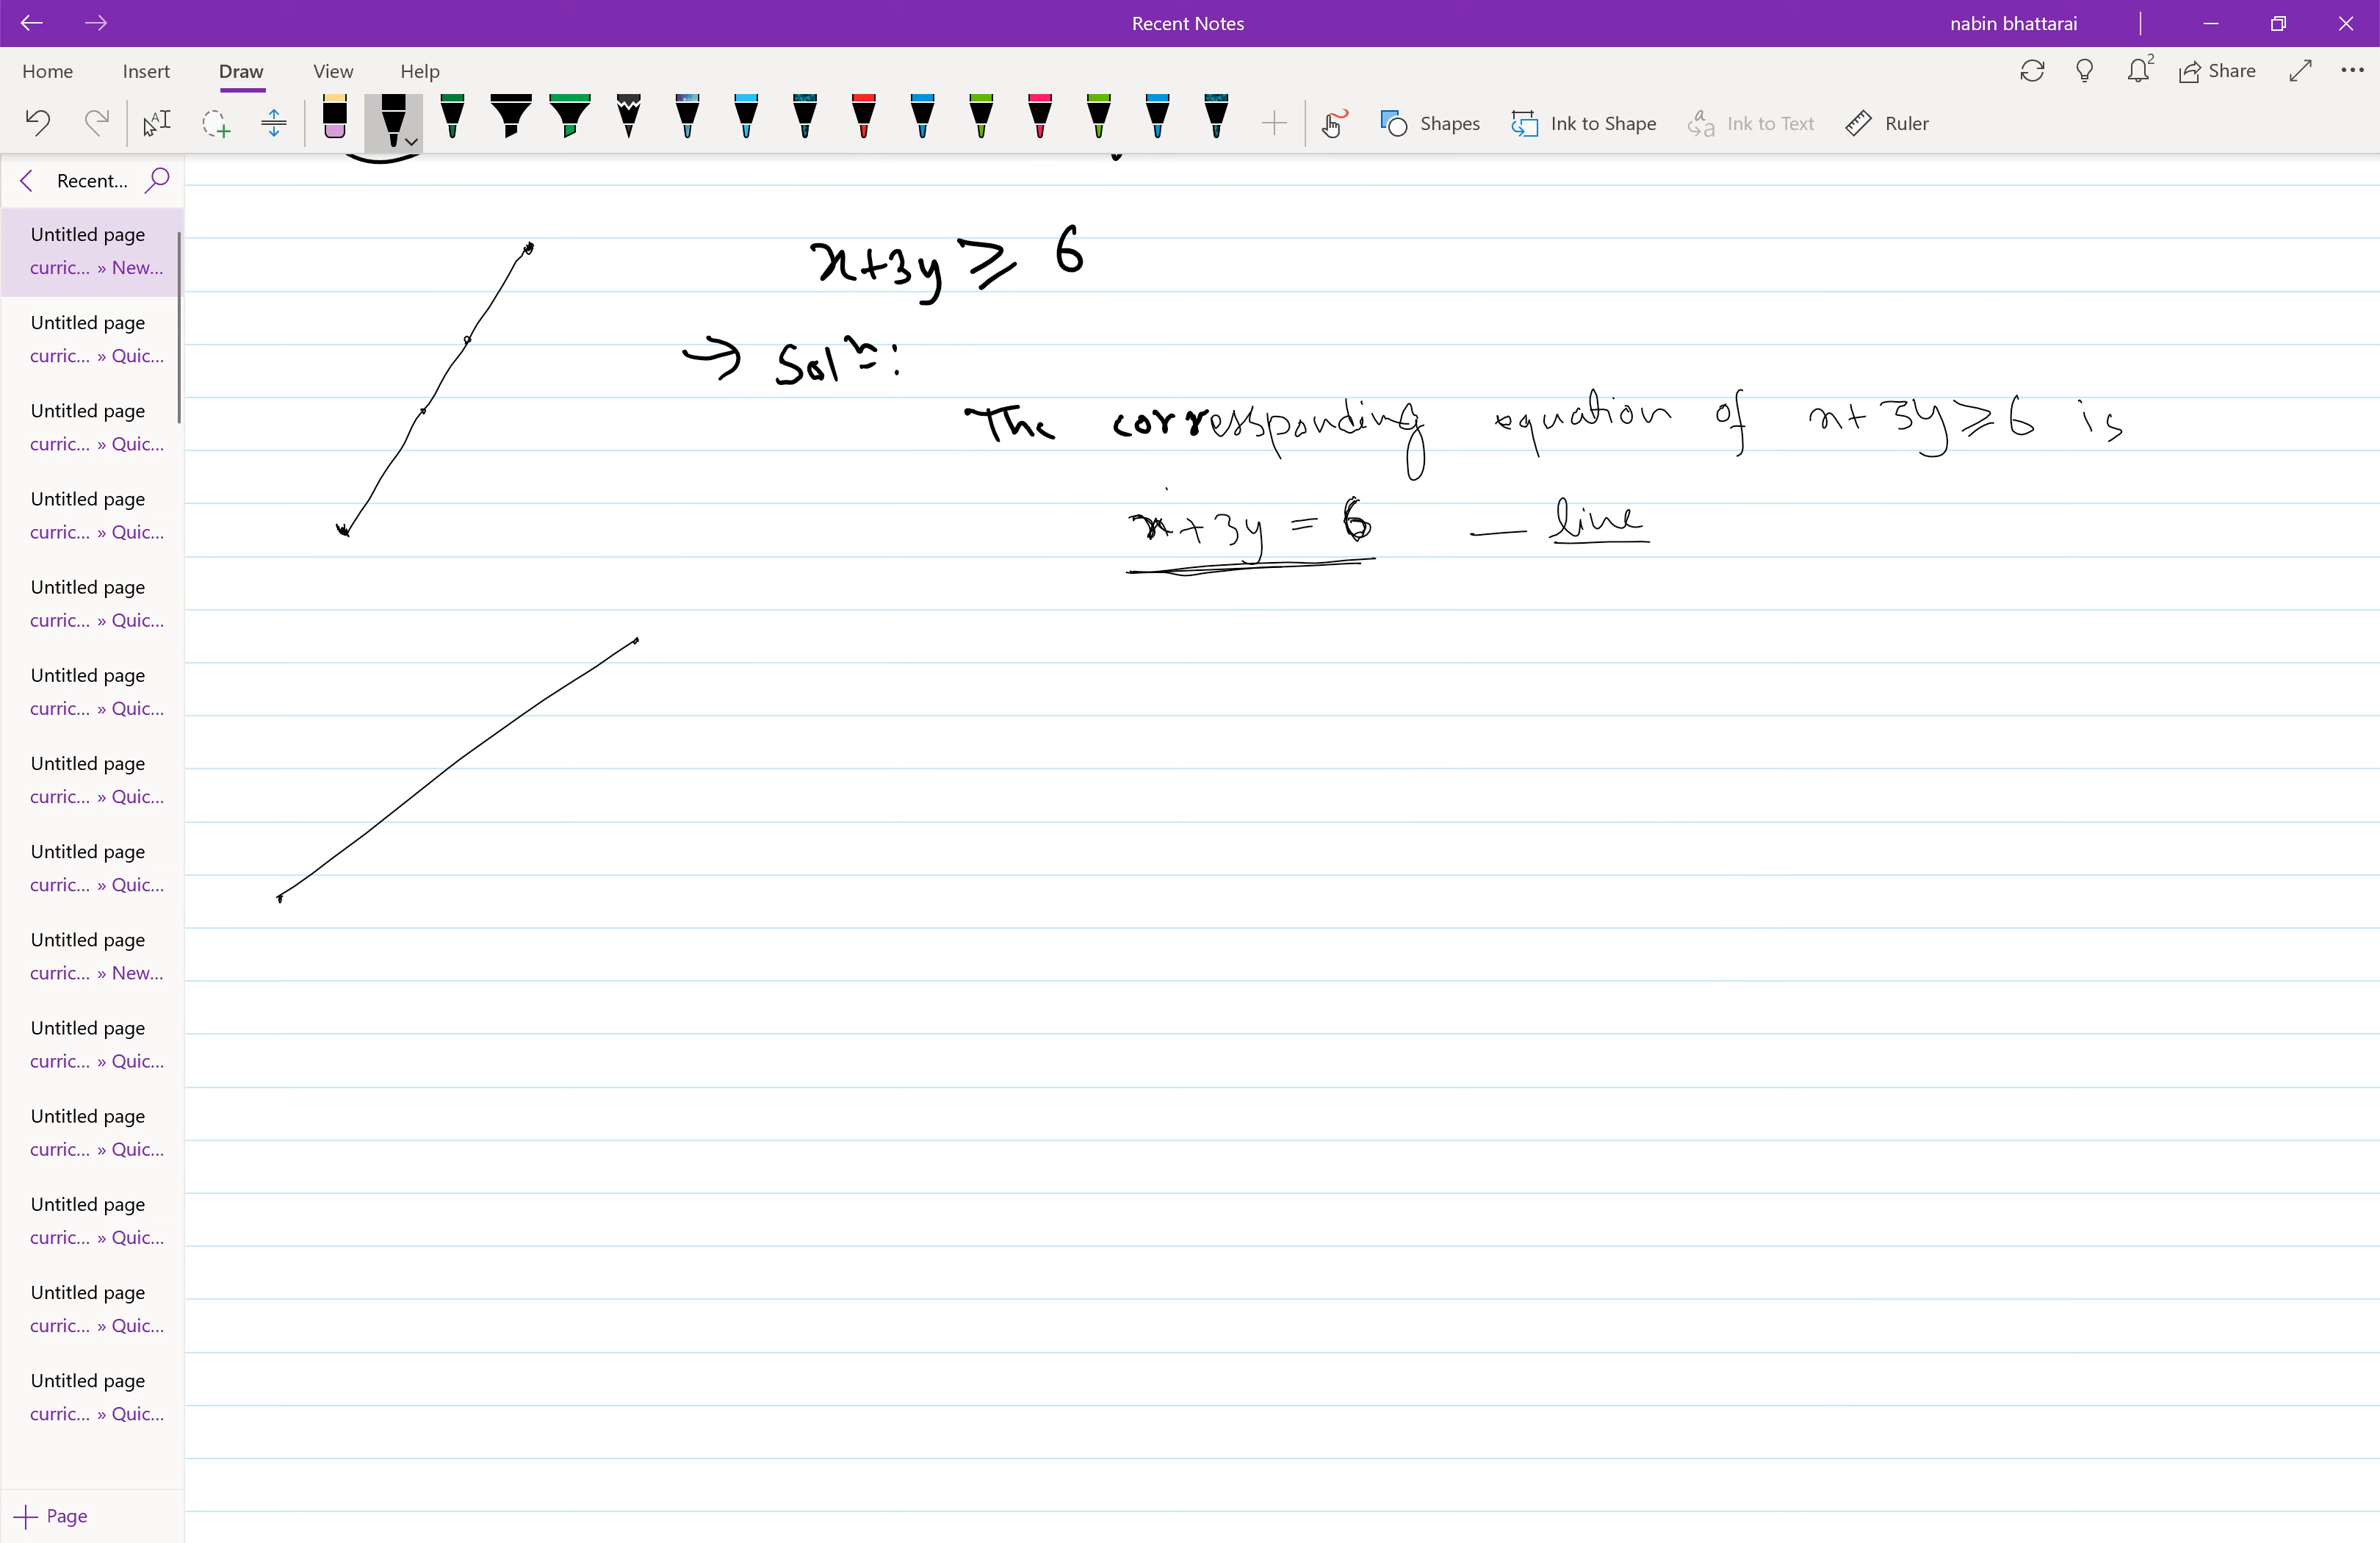 Recent Notes
nabin bhattarai
Home Insert Draw View Help
2
Share
Shapes
Ink to Shape
Ink to Text
Ruler
Recent...
Untitled page
curric... » New...
Untitled page
curric... » Quic...
Untitled page
curric... » Quic...
Untitled page
curric... » Quic...
Untitled page
curric... » Quic...
Untitled page
curric... » Quic...
Untitled page
curric... » Quic...
Untitled page
curric... » Quic...
Untitled page
curric... » New...
Untitled page
curric... » Quic...
Untitled page
curric... » Quic...
Untitled page
curric... » Quic...
Untitled page
curric... » Quic...
Untitled page
curric... » Quic...
Page
x+3y ≥ 6
→ Solⁿ:
The corresponding equation of x+3y≥6 is
x+3y = 6 — line